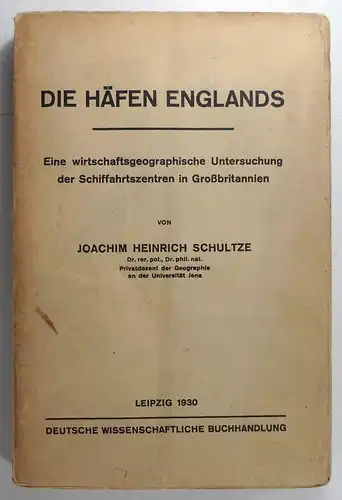 DIE HÄFEN ENGLANDS
Eine wirtschaftsgeographische Untersuchung
der Schiffahrtszentren in Großbritannien
VON
JOACHIM HEINRICH SCHULTZE
Dr. rer. pol., Dr. phil. nat.
Privatdozent der Geographie
an der Universität Jena
LEIPZIG 1930
DEUTSCHE WISSENSCHAFTLICHE BUCHHANDLUNG